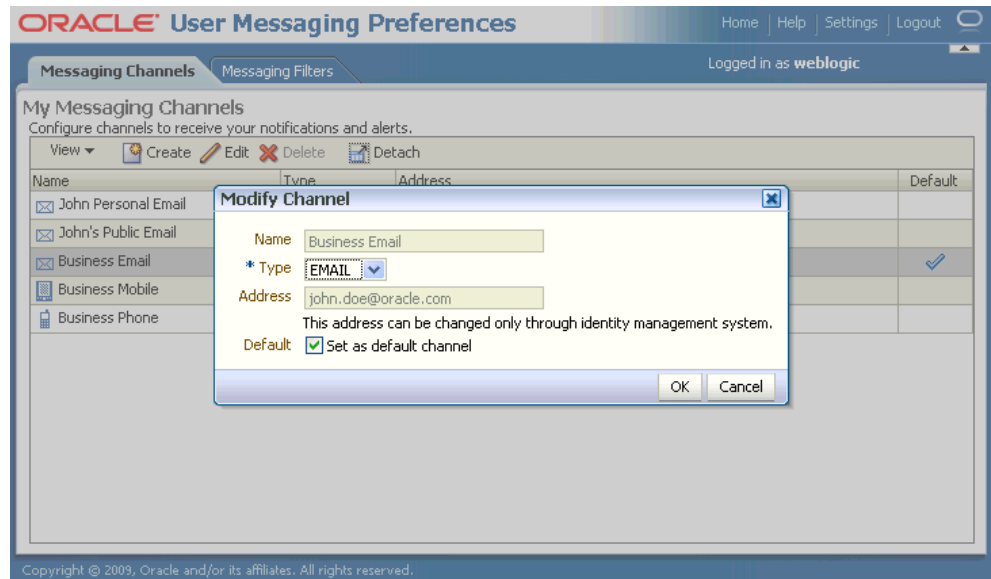 ORACLE User Messaging Preferences
Home | Help | Settings | Logout
Messaging Channels Messaging Filters Logged in as weblogic
My Messaging Channels
Configure channels to receive your notifications and alerts.
View Create Edit Delete Detach
Name Type Address Default
John Personal Email
John's Public Email
Business Email
Business Mobile
Business Phone
Modify Channel
Name Business Email
* Type EMAIL
Address john.doe@oracle.com
This address can be changed only through identity management system.
Default Set as default channel
OK Cancel
Copyright © 2009, Oracle and/or its affiliates. All rights reserved.